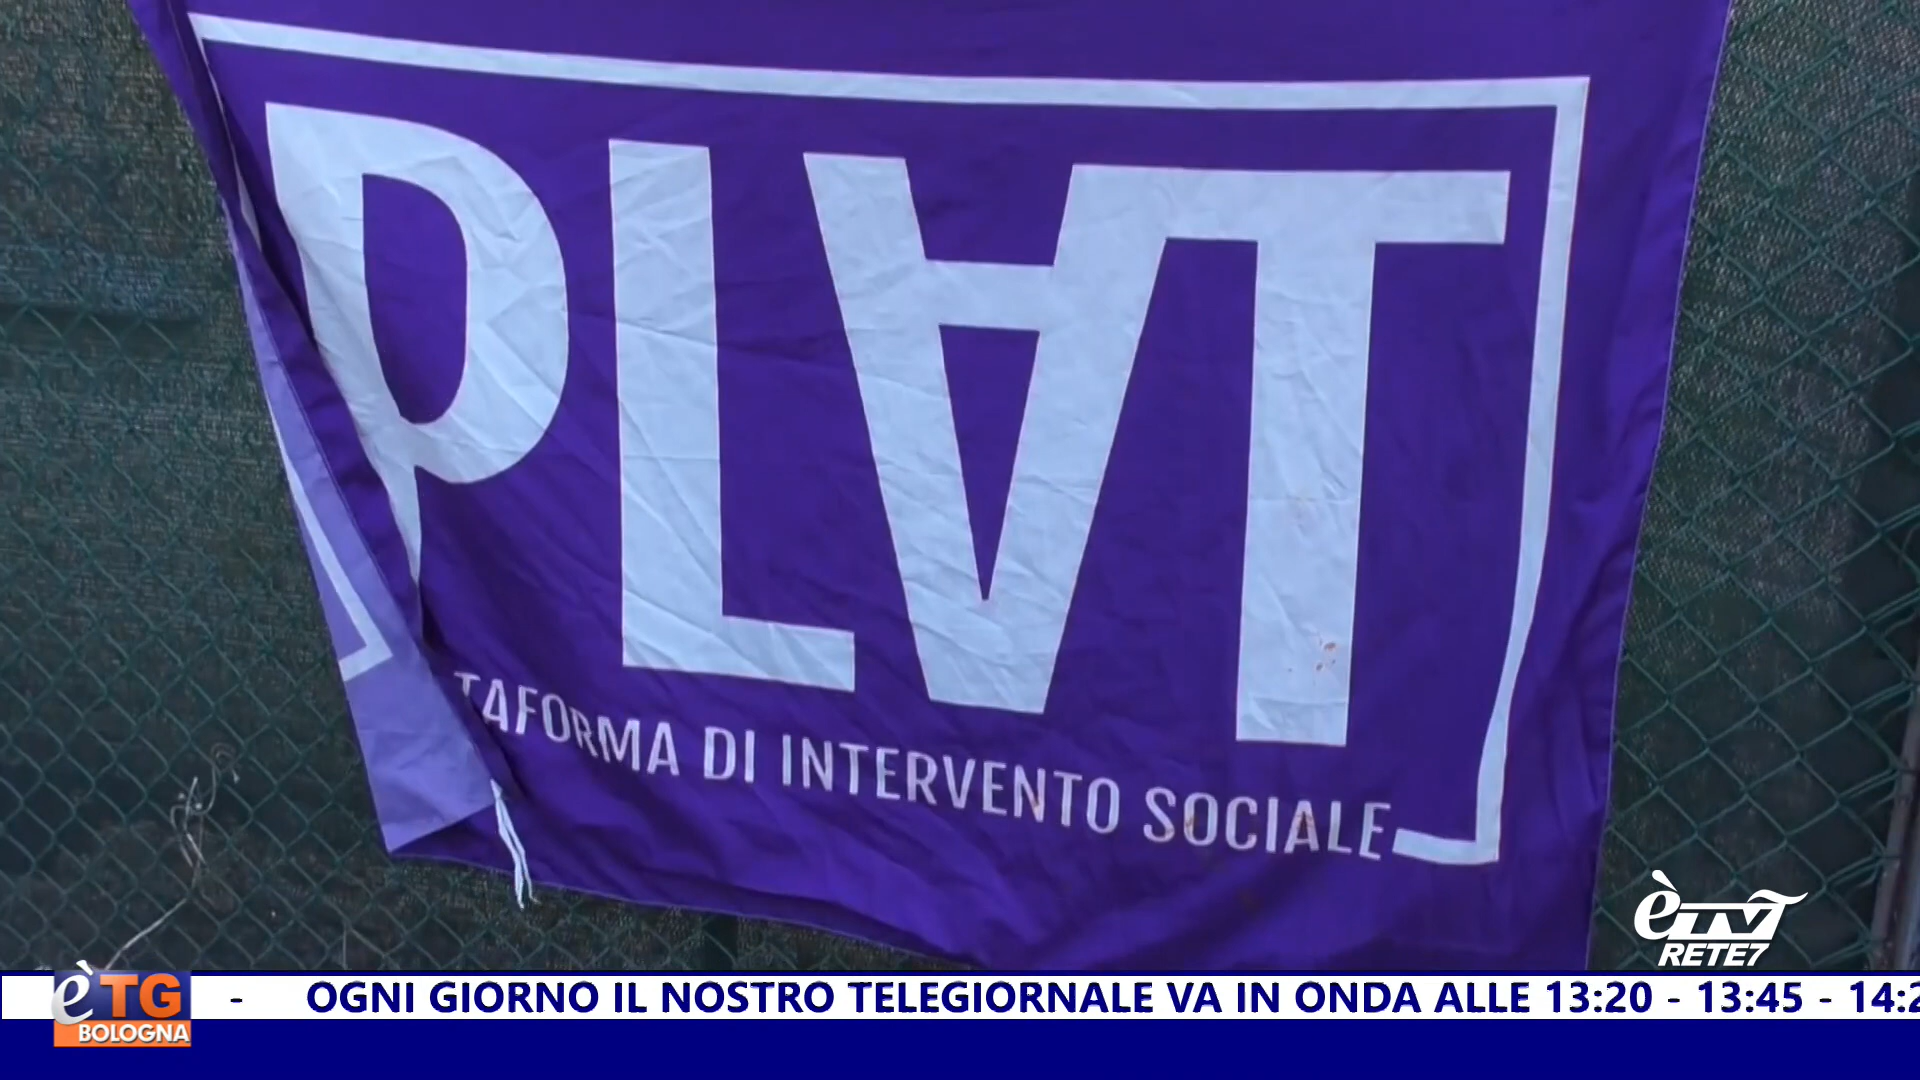 PLAT
TAFORMA DI INTERVENTO SOCIALE
èTV
RETE7
èTG
BOLOGNA
- OGNI GIORNO IL NOSTRO TELEGIORNALE VA IN ONDA ALLE 13:20 - 13:45 - 14:2